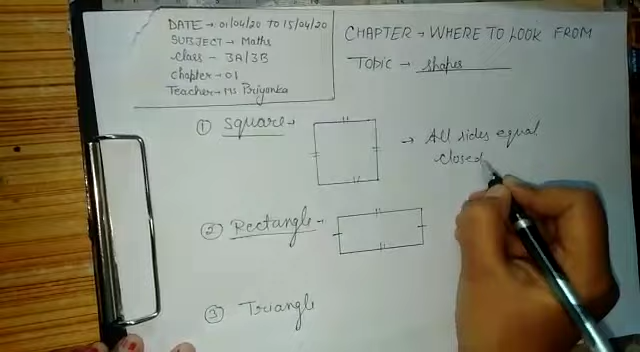 DATE → 01/04/20 TO 15/04/20
SUBJECT → Maths
Class - 3A/3B
Chapter → 01
Teacher → Ms Priyanka
CHAPTER → WHERE TO LOOK FROM
Topic → shapes
① Square →
→ All sides equal
closed
② Rectangle →
③ Triangle